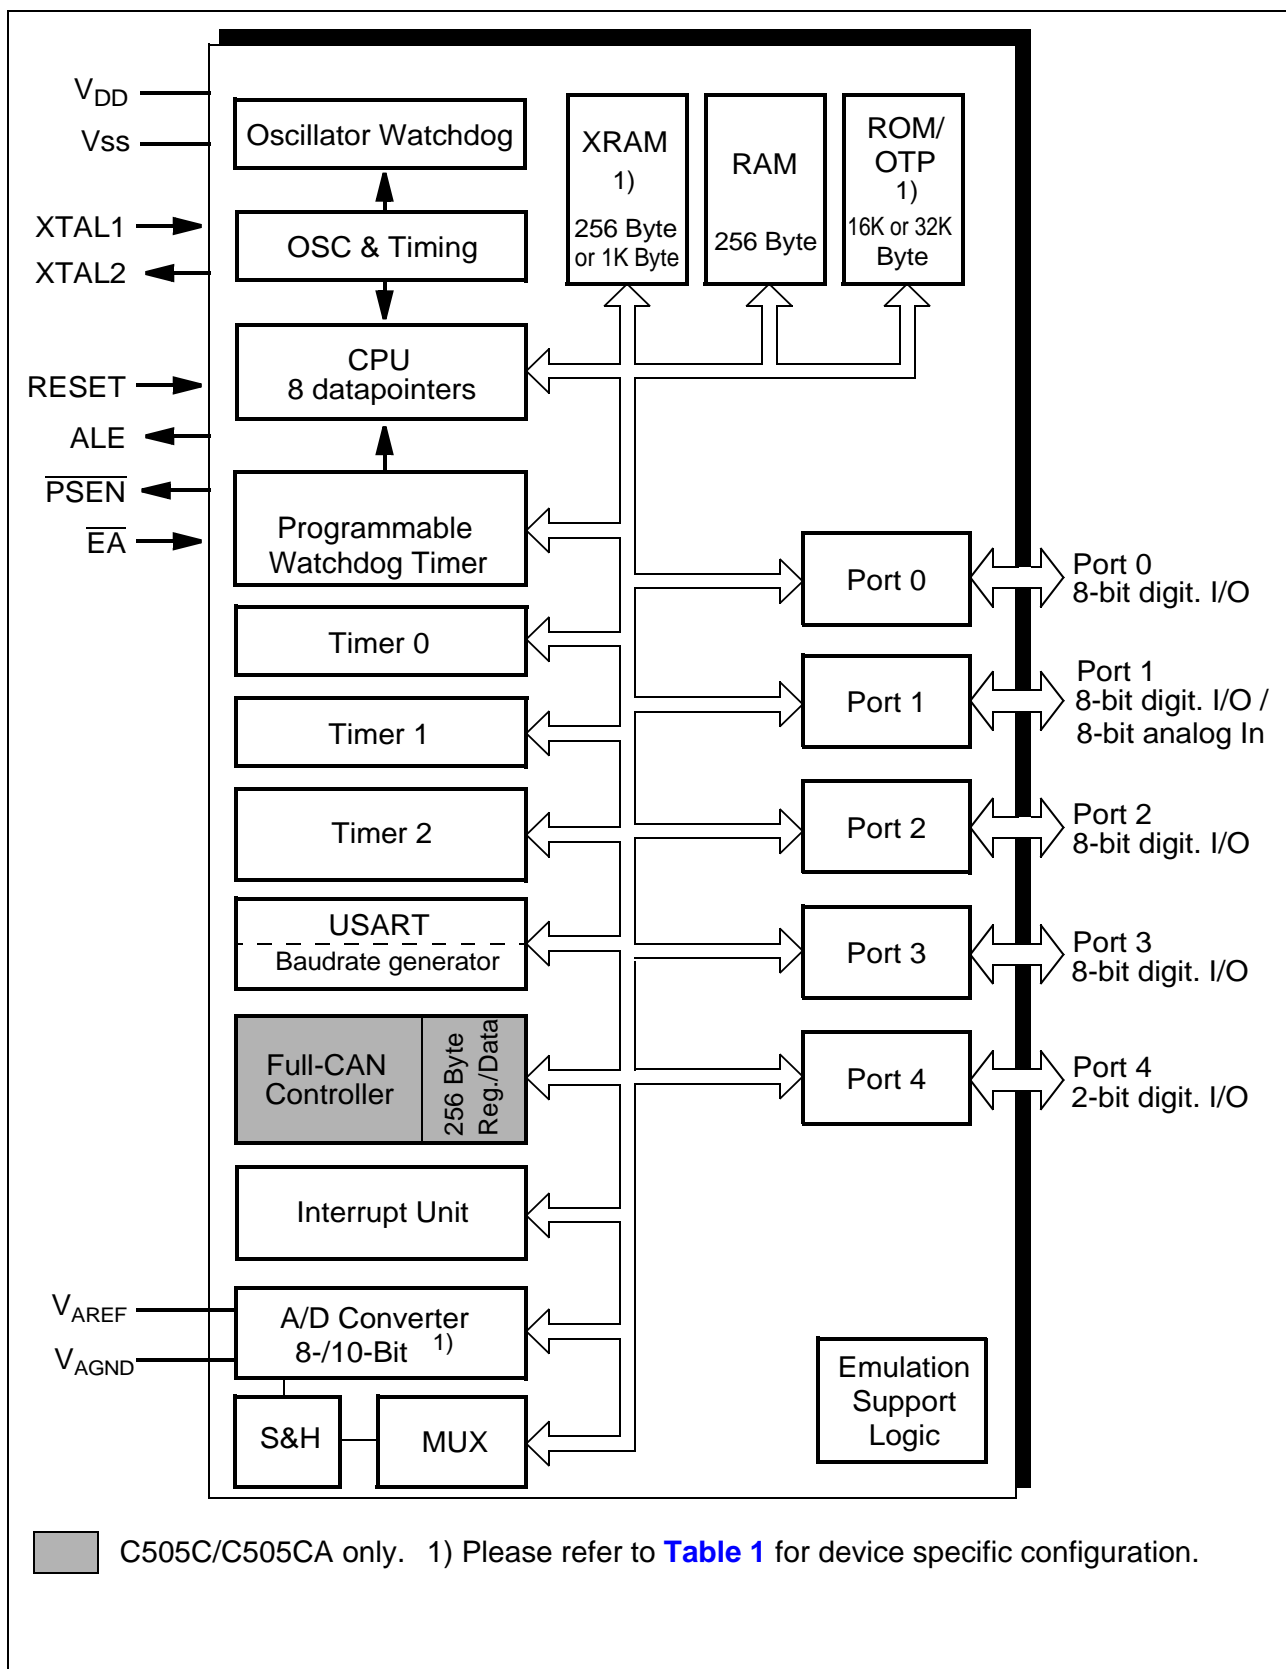 VDD
Vss
XTAL1
XTAL2
RESET
ALE
PSEN
EA
VAREF
VAGND
Oscillator Watchdog
OSC & Timing
CPU
8 datapointers
Programmable
Watchdog Timer
Timer 0
Timer 1
Timer 2
USART
Baudrate generator
Full-CAN
Controller
256 Byte
Reg./Data
Interrupt Unit
A/D Converter
8-/10-Bit 1)
S&H
MUX
XRAM
1)
256 Byte
or 1K Byte
RAM
256 Byte
ROM/
OTP
1)
16K or 32K
Byte
Port 0
Port 1
Port 2
Port 3
Port 4
Port 0
8-bit digit. I/O
Port 1
8-bit digit. I/O /
8-bit analog In
Port 2
8-bit digit. I/O
Port 3
8-bit digit. I/O
Port 4
2-bit digit. I/O
Emulation
Support
Logic
C505C/C505CA only. 1) Please refer to Table 1 for device specific configuration.